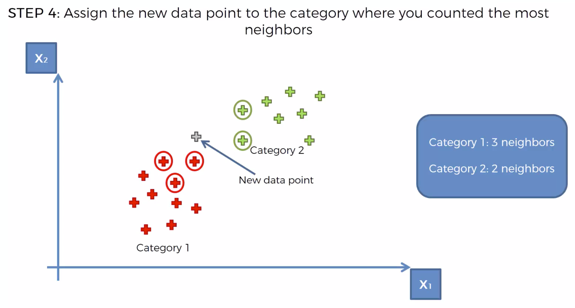 STEP 4: Assign the new data point to the category where you counted the most
neighbors
X2
Category 2
Category 1: 3 neighbors
Category 2: 2 neighbors
New data point
Category 1
X1